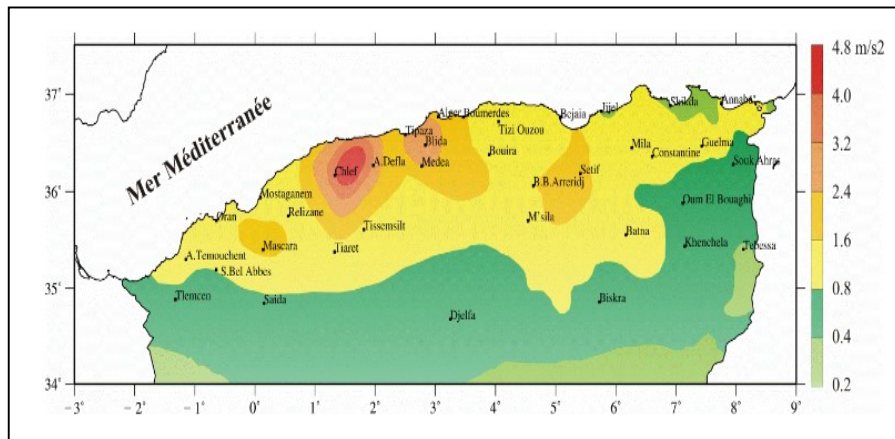 4.8 m/s2
4.0
3.2
2.4
1.6
0.8
0.4
0.2
37°
36°
35°
34°
Mer Méditerranée
Alger Boumerdes
Bejaia
Jijel
Skikda
Annaba
Tipaza
Tizi Ouzou
Blida
Bouira
Mila
Guelma
Constantine
Chlef
A.Defla
Medea
Setif
Souk Ahras
B.B.Arreridj
Mostaganem
Oum El Bouaghi
Oran
Relizane
Tissemsilt
M'sila
Batna
Mascara
Tiaret
Khenchela
Tebessa
A.Temouchent
S.Bel Abbes
Tlemcen
Saida
Djelfa
Biskra
−3° −2° −1° 0° 1° 2° 3° 4° 5° 6° 7° 8° 9°